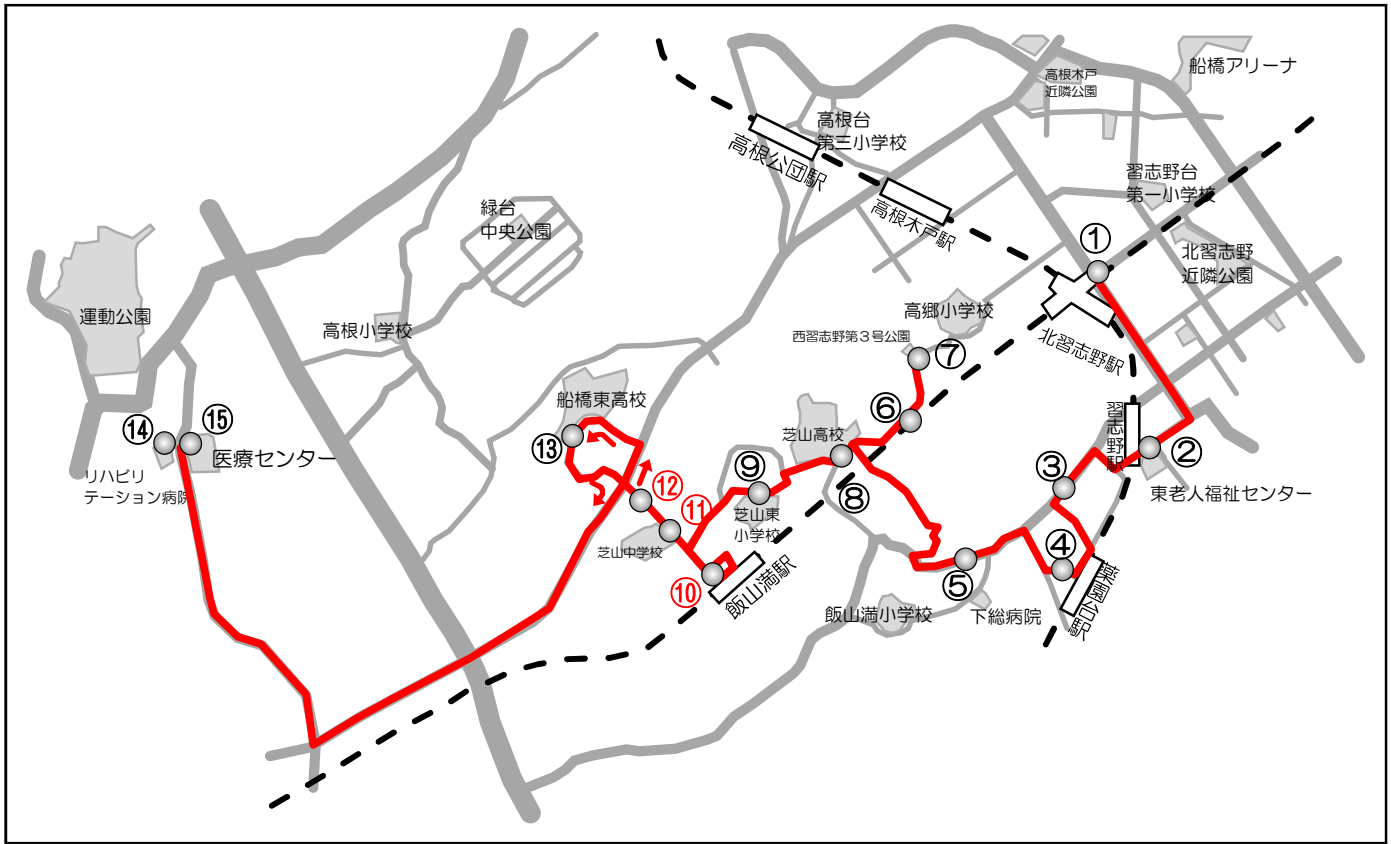 船橋アリーナ
高根木戸
近隣公園
高根台
第三小学校
高根公団駅
高根木戸駅
習志野台
第一小学校
緑台
中央公園
①
北習志野
近隣公園
運動公園
高根小学校
高郷小学校
西習志野第３号公園
⑦
北習志野駅
船橋東高校
⑥
習志野駅
⑭
⑮
医療センター
リハビリ
テーション病院
⑬
芝山高校
⑨
⑧
③
②
東老人福祉センター
⑫
⑪
芝山東
小学校
芝山中学校
⑩
飯山満駅
④
⑤
薬園台駅
飯山満小学校
下総病院